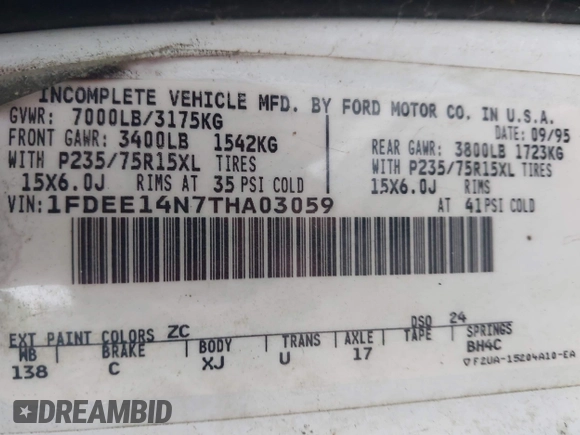 INCOMPLETE VEHICLE MFD. BY FORD MOTOR CO. IN U.S.A.
GVWR: 7000LB/3175KG
DATE: 09/95
FRONT GAWR: 3400LB 1542KG
WITH P235/75R15XL TIRES
15X6.0J RIMS AT 35 PSI COLD
REAR GAWR: 3800LB 1723KG
WITH P235/75R15XL TIRES
15X6.0J RIMS
AT 41 PSI COLD
VIN: 1FDEE14N7THA03059
EXT PAINT COLORS ZC
DSO 24
WB BRAKE BODY TRANS AXLE TAPE SPRINGS
138 C XJ U 17 BH4C
F2UA-15204A10-EA
DREAMBID